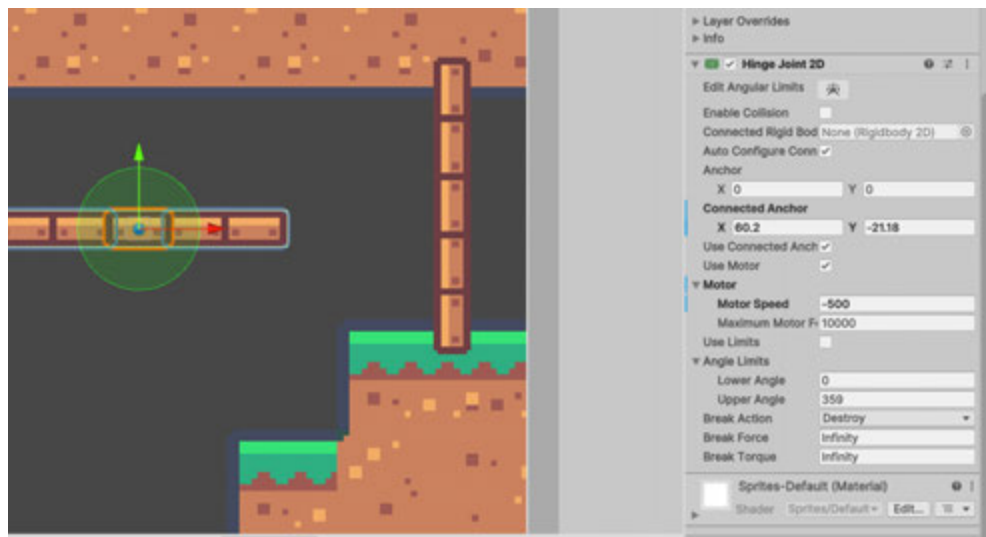 Layer Overrides
Info
Hinge Joint 2D
Edit Angular Limits
Enable Collision
Connected Rigid Bod None (Rigidbody 2D)
Auto Configure Conn
Anchor
X 0 Y 0
Connected Anchor
X 60.2 Y -21.18
Use Connected Anch
Use Motor
Motor
Motor Speed -500
Maximum Motor F 10000
Use Limits
Angle Limits
Lower Angle 0
Upper Angle 359
Break Action Destroy
Break Force Infinity
Break Torque Infinity
Sprites-Default (Material)
Shader Sprites/Default Edit...